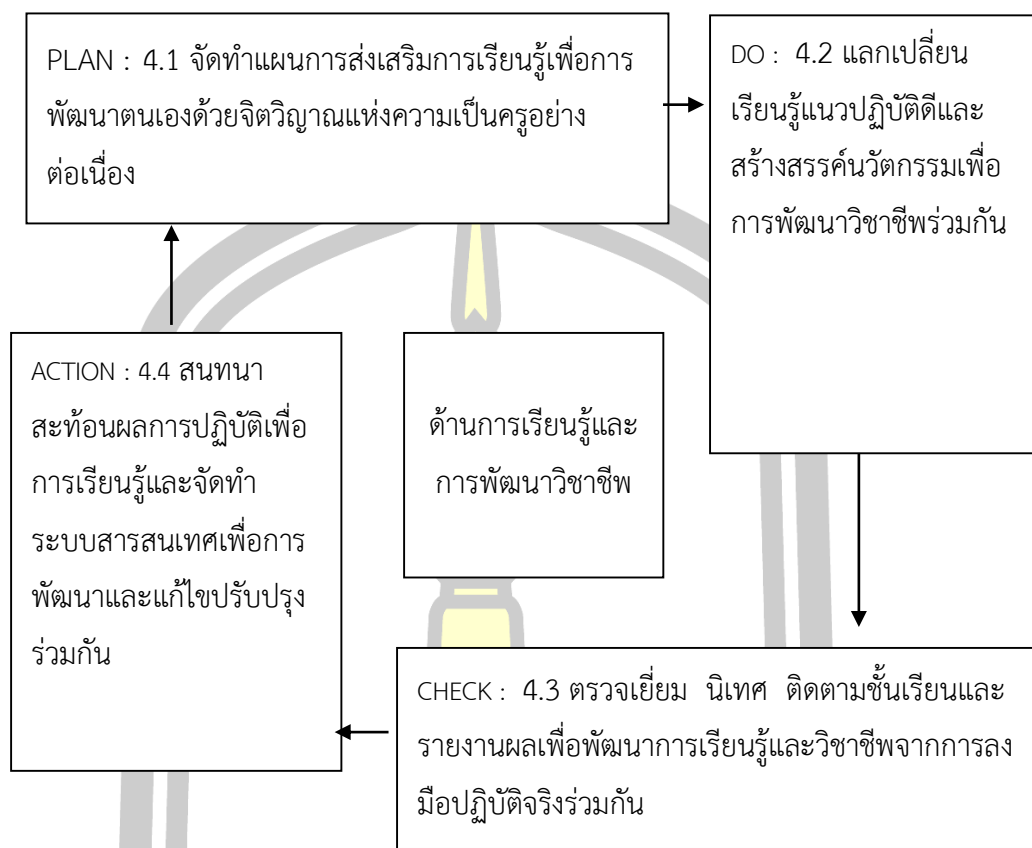 PLAN : 4.1 จัดทำแผนการส่งเสริมการเรียนรู้เพื่อการ
พัฒนาตนเองด้วยจิตวิญญาณแห่งความเป็นครูอย่าง
ต่อเนื่อง
DO : 4.2 แลกเปลี่ยน
เรียนรู้แนวปฏิบัติดีและ
สร้างสรรค์นวัตกรรมเพื่อ
การพัฒนาวิชาชีพร่วมกัน
ACTION : 4.4 สนทนา
สะท้อนผลการปฏิบัติเพื่อ
การเรียนรู้และจัดทำ
ระบบสารสนเทศเพื่อการ
พัฒนาและแก้ไขปรับปรุง
ร่วมกัน
ด้านการเรียนรู้และ
การพัฒนาวิชาชีพ
CHECK : 4.3 ตรวจเยี่ยม นิเทศ ติดตามชั้นเรียนและ
รายงานผลเพื่อพัฒนาการเรียนรู้และวิชาชีพจากการลง
มือปฏิบัติจริงร่วมกัน